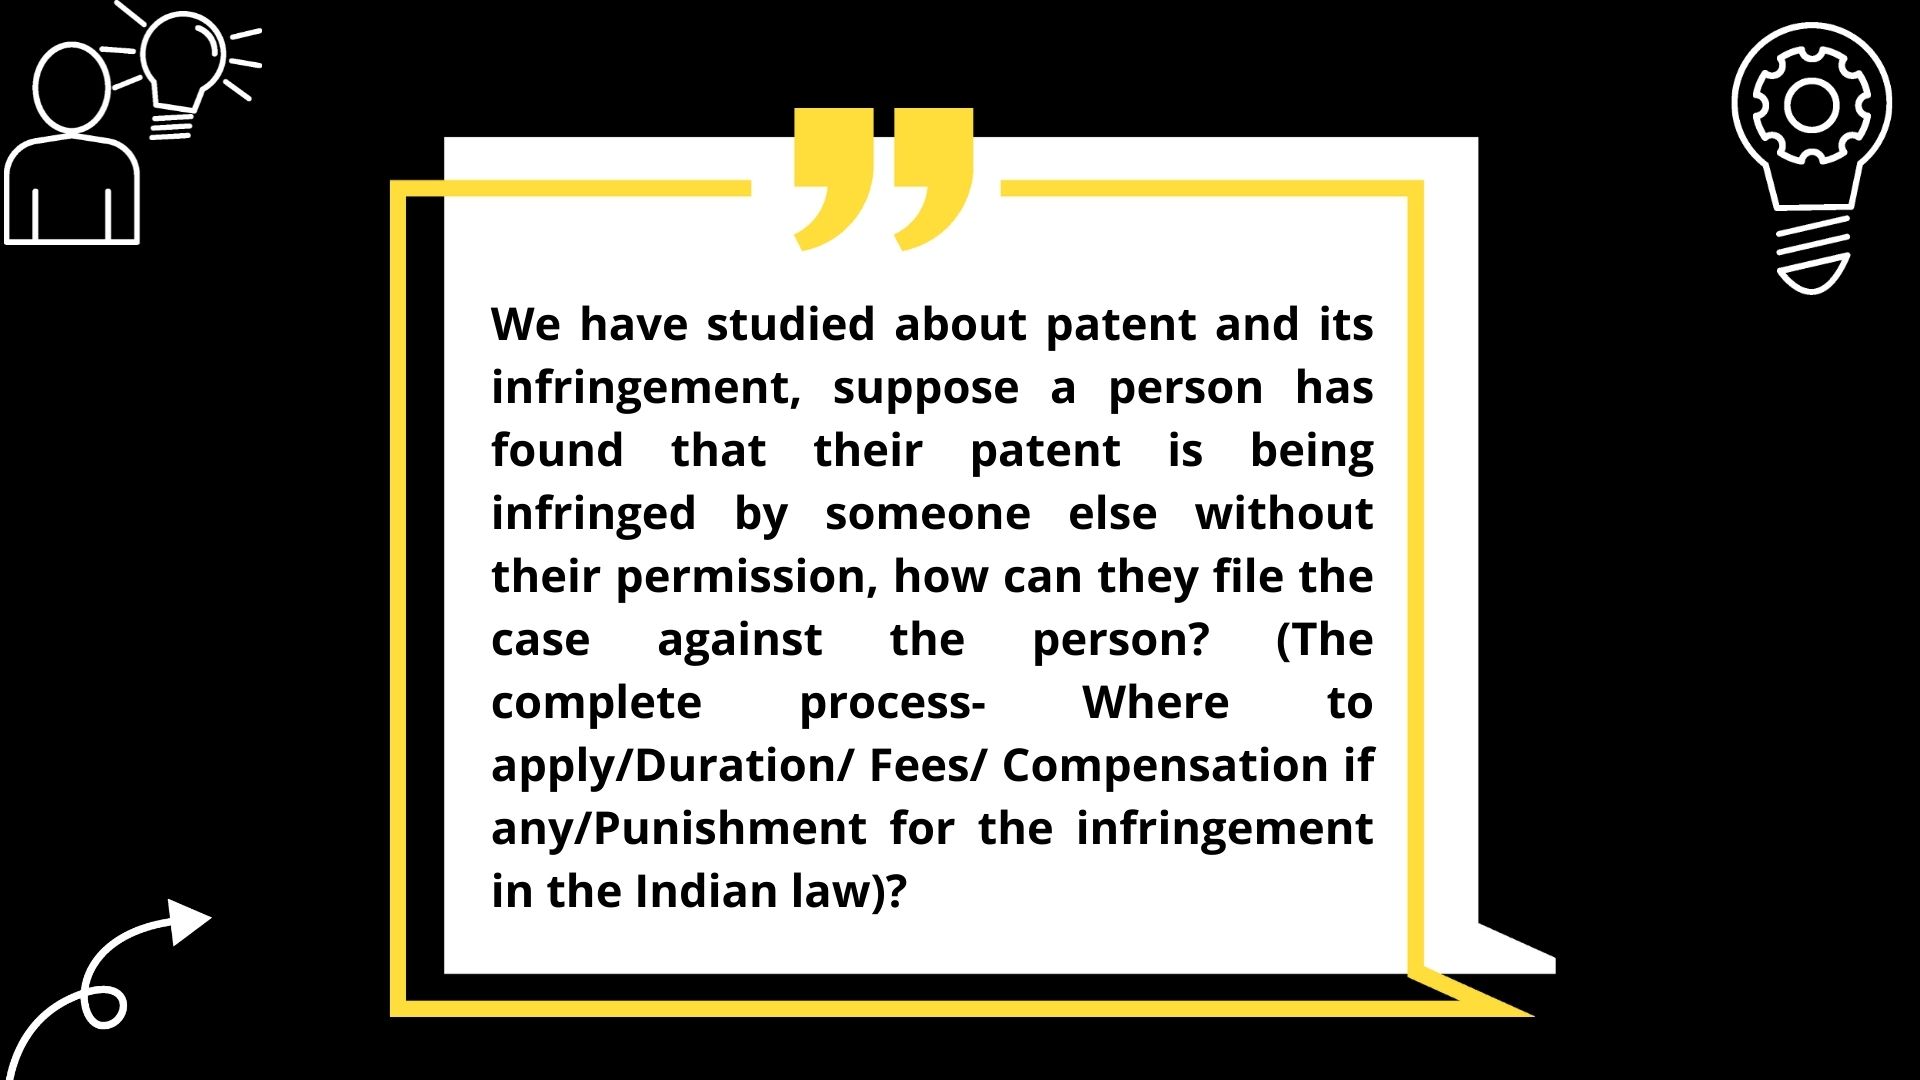 We have studied about patent and its
infringement, suppose a person has
found that their patent is being
infringed by someone else without
their permission, how can they file the
case against the person? (The
complete process- Where to
apply/Duration/ Fees/ Compensation if
any/Punishment for the infringement
in the Indian law)?